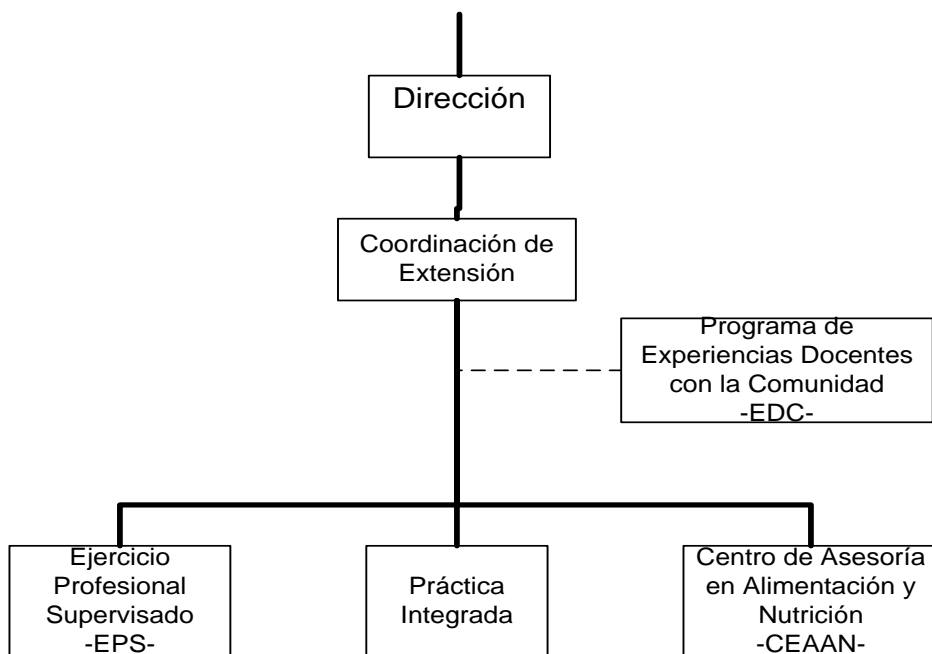 Dirección
Coordinación de
Extensión
Programa de
Experiencias Docentes
con la Comunidad
-EDC-
Ejercicio
Profesional
Supervisado
-EPS-
Práctica
Integrada
Centro de Asesoría
en Alimentación y
Nutrición
-CEAAN-